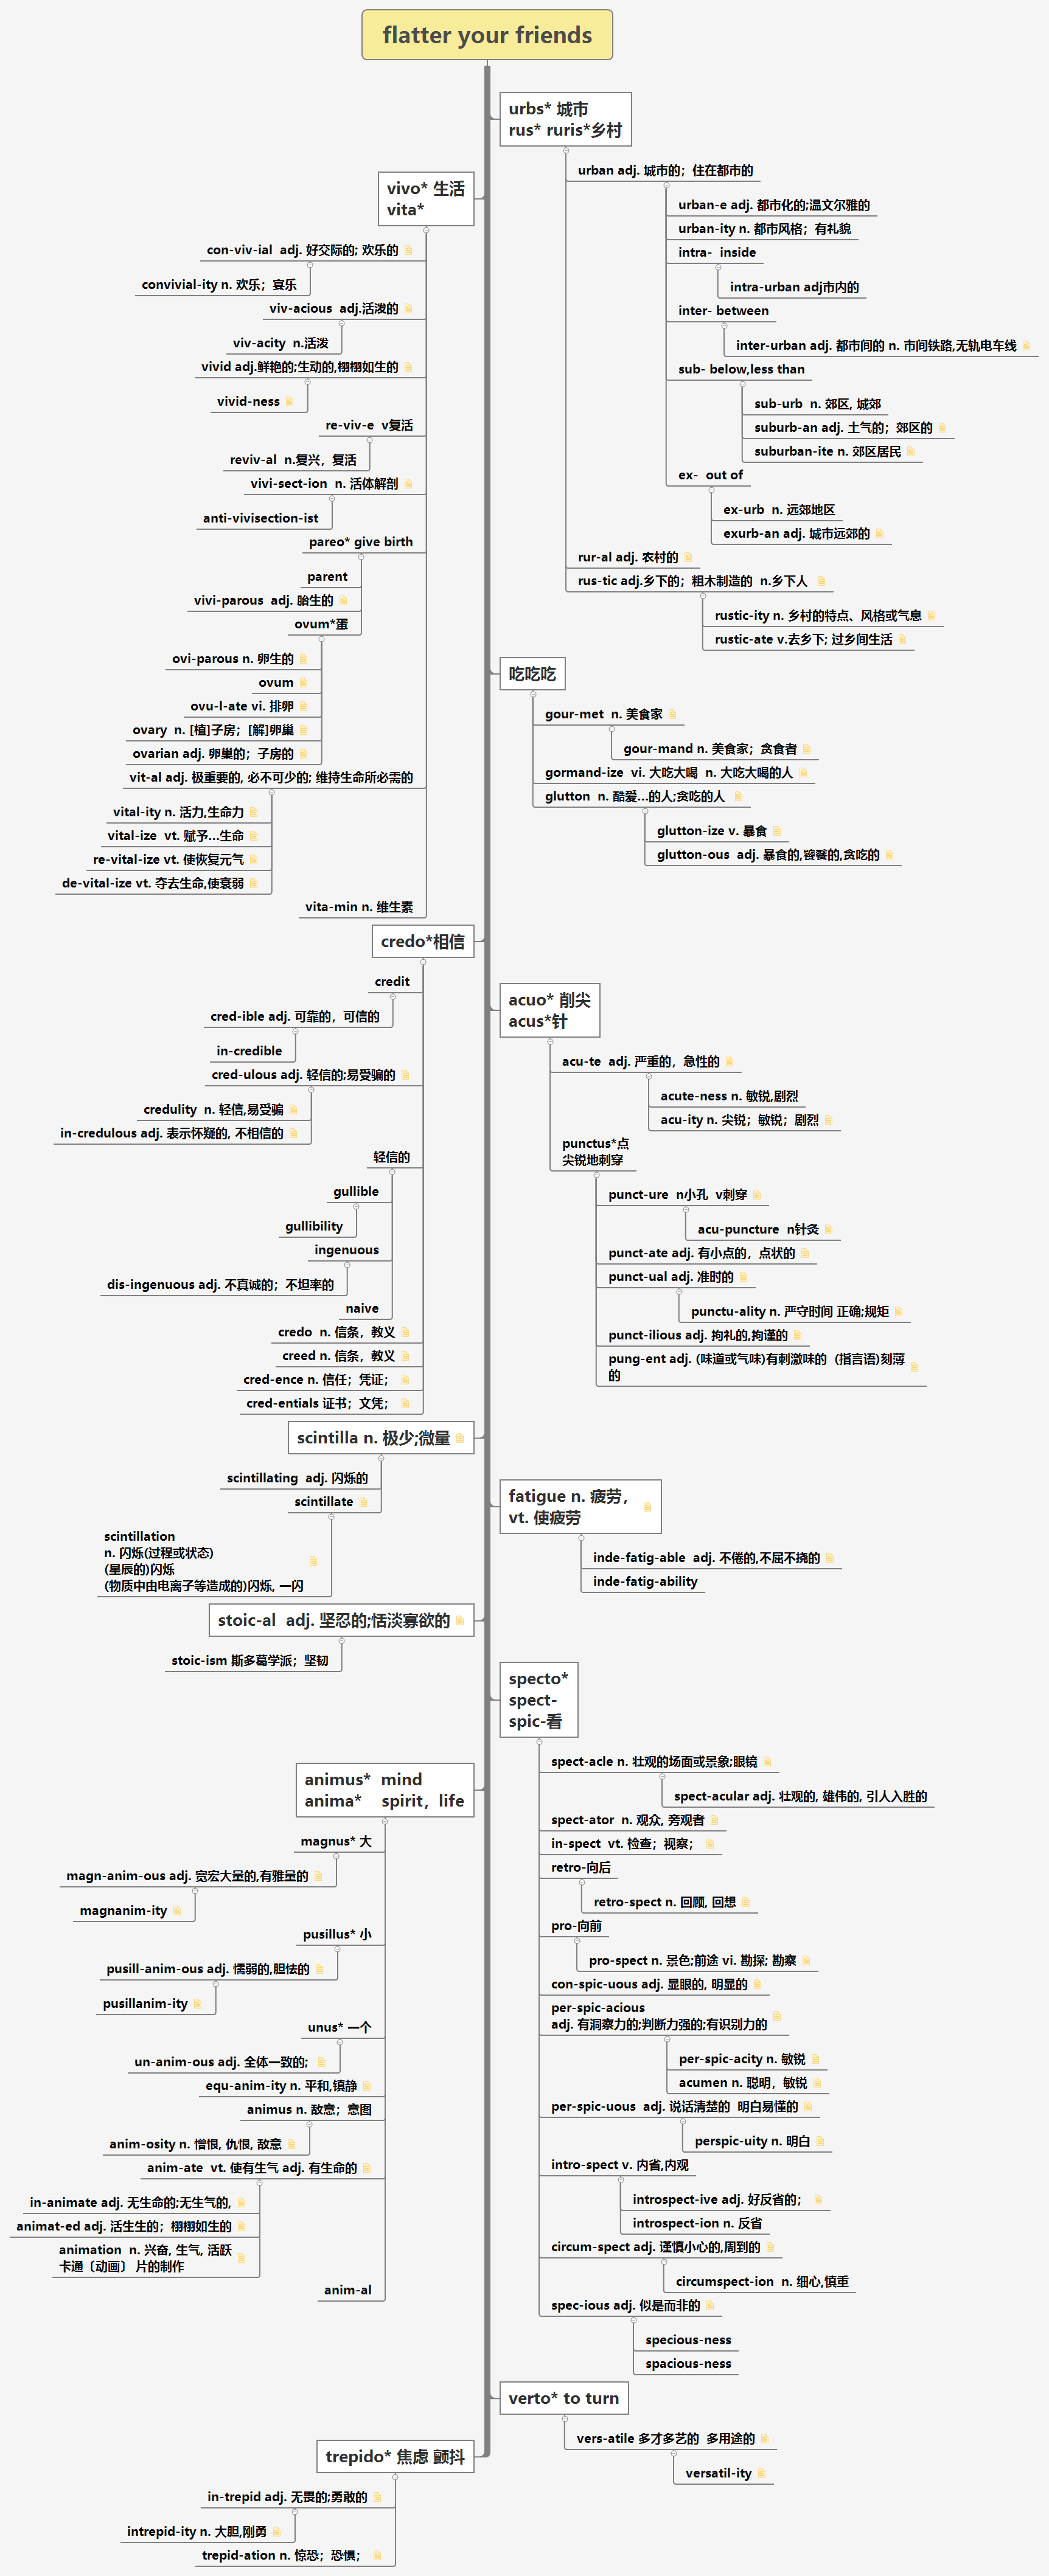 flatter your friends
urbs* 城市
rus* ruris*乡村
urban adj. 城市的；住在都市的
urban-e adj. 都市化的;温文尔雅的
urban-ity n. 都市风格；有礼貌
intra-  inside
intra-urban adj市内的
inter- between
inter-urban adj. 都市间的 n. 市间铁路,无轨电车线
sub- below,less than
sub-urb  n. 郊区, 城郊
suburb-an adj. 土气的；郊区的
suburban-ite n. 郊区居民
ex-  out of
ex-urb  n. 远郊地区
exurb-an adj. 城市远郊的
rur-al adj. 农村的
rus-tic adj.乡下的；粗木制造的  n.乡下人
rustic-ity n. 乡村的特点、风格或气息
rustic-ate v.去乡下; 过乡间生活
吃吃吃
gour-met  n. 美食家
gour-mand n. 美食家；贪食者
gormand-ize  vi. 大吃大喝  n. 大吃大喝的人
glutton  n. 酷爱...的人;贪吃的人
glutton-ize v. 暴食
glutton-ous  adj. 暴食的,饕餮的,贪吃的
acuo* 削尖
acus*针
acu-te  adj. 严重的，急性的
acute-ness n. 敏锐,剧烈
acu-ity n. 尖锐；敏锐；剧烈
punctus*点
尖锐地刺穿
punct-ure  n小孔  v刺穿
acu-puncture  n针灸
punct-ate adj. 有小点的，点状的
punct-ual adj. 准时的
punctu-ality n. 严守时间 正确;规矩
punct-ilious adj. 拘礼的,拘谨的
pung-ent adj. (味道或气味)有刺激味的  (指言语)刻薄
的
fatigue n. 疲劳，
vt. 使疲劳
inde-fatig-able  adj. 不倦的,不屈不挠的
inde-fatig-ability
specto*
spect-
spic-看
spect-acle n. 壮观的场面或景象;眼镜
spect-acular adj. 壮观的, 雄伟的, 引人入胜的
spect-ator  n. 观众, 旁观者
in-spect  vt. 检查；视察；
retro-向后
retro-spect n. 回顾, 回想
pro-向前
pro-spect n. 景色;前途 vi. 勘探; 勘察
con-spic-uous adj. 显眼的, 明显的
per-spic-acious
adj. 有洞察力的;判断力强的;有识别力的
per-spic-acity n. 敏锐
acumen n. 聪明，敏锐
per-spic-uous  adj. 说话清楚的  明白易懂的
perspic-uity n. 明白
intro-spect v. 内省,内观
introspect-ive adj. 好反省的；
introspect-ion n. 反省
circum-spect adj. 谨慎小心的,周到的
circumspect-ion  n. 细心,慎重
spec-ious adj. 似是而非的
specious-ness
spacious-ness
verto* to turn
vers-atile 多才多艺的  多用途的
versatil-ity
vivo* 生活
vita*
con-viv-ial  adj. 好交际的; 欢乐的
convivial-ity n. 欢乐；宴乐
viv-acious  adj.活泼的
viv-acity  n.活泼
vivid adj.鲜艳的;生动的,栩栩如生的
vivid-ness
re-viv-e  v复活
reviv-al  n.复兴，复活
vivi-sect-ion  n. 活体解剖
anti-vivisection-ist
pareo* give birth
parent
vivi-parous  adj. 胎生的
ovum*蛋
ovi-parous n. 卵生的
ovum
ovu-l-ate vi. 排卵
ovary  n. [植]子房；[解]卵巢
ovarian adj. 卵巢的；子房的
vit-al adj. 极重要的, 必不可少的; 维持生命所必需的
vital-ity n. 活力,生命力
vital-ize  vt. 赋予...生命
re-vital-ize vt. 使恢复元气
de-vital-ize vt. 夺去生命,使衰弱
vita-min n. 维生素
credo*相信
credit
cred-ible adj. 可靠的，可信的
in-credible
cred-ulous adj. 轻信的;易受骗的
credulity  n. 轻信,易受骗
in-credulous adj. 表示怀疑的, 不相信的
轻信的
gullible
gullibility
ingenuous
dis-ingenuous adj. 不真诚的；不坦率的
naive
credo  n. 信条，教义
creed n. 信条，教义
cred-ence n. 信任；凭证；
cred-entials 证书；文凭；
scintilla n. 极少;微量
scintillating  adj. 闪烁的
scintillate
scintillation
n. 闪烁(过程或状态)
(星辰的)闪烁
(物质中由电离子等造成的)闪烁, 一闪
stoic-al  adj. 坚忍的;恬淡寡欲的
stoic-ism 斯多葛学派；坚韧
animus*  mind
anima*    spirit，life
magnus* 大
magn-anim-ous adj. 宽宏大量的,有雅量的
magnanim-ity
pusillus* 小
pusill-anim-ous adj. 懦弱的,胆怯的
pusillanim-ity
unus* 一个
un-anim-ous adj. 全体一致的;
equ-anim-ity n. 平和,镇静
animus n. 敌意；意图
anim-osity n. 憎恨, 仇恨, 敌意
anim-ate  vt. 使有生气 adj. 有生命的
in-animate adj. 无生命的;无生气的,
animat-ed adj. 活生生的；栩栩如生的
animation  n. 兴奋, 生气, 活跃
卡通〔动画〕 片的制作
anim-al
trepido* 焦虑 颤抖
in-trepid adj. 无畏的;勇敢的
intrepid-ity n. 大胆,刚勇
trepid-ation n. 惊恐；恐惧；